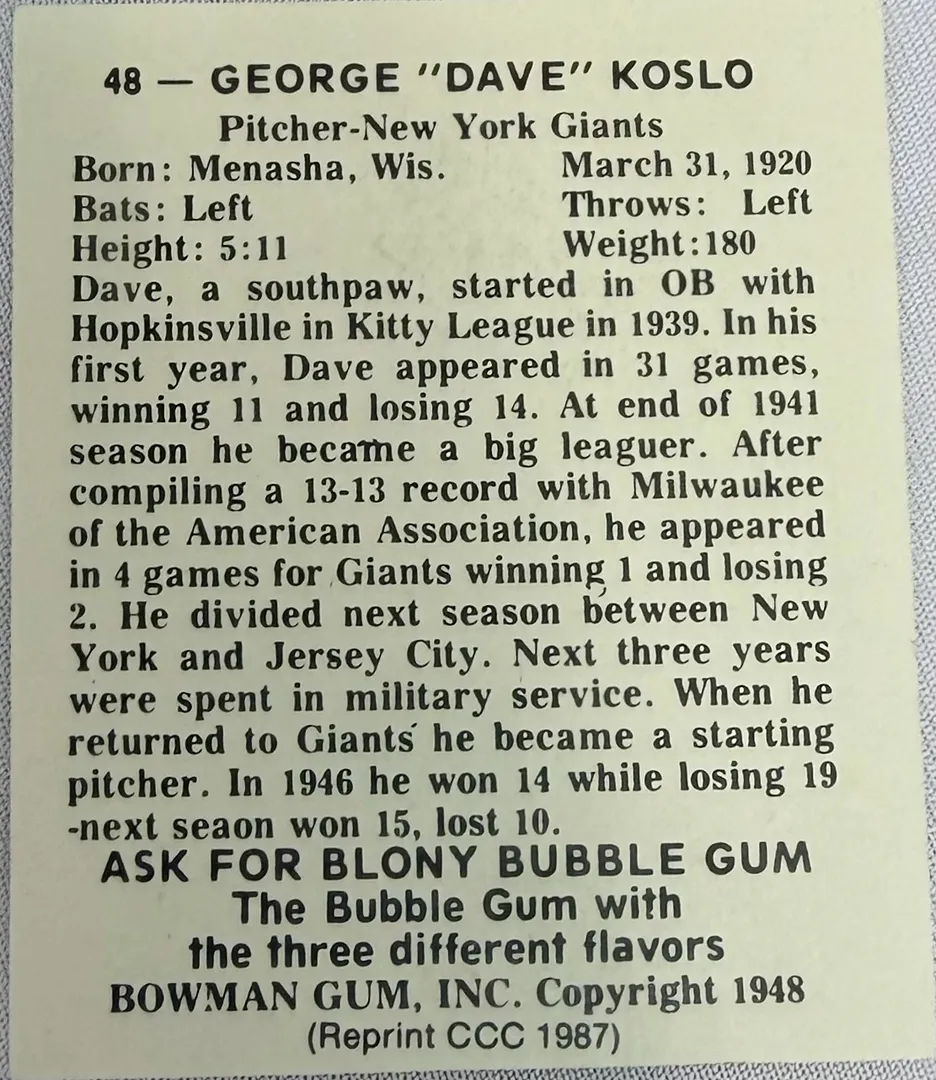 48 — GEORGE "DAVE" KOSLO
Pitcher-New York Giants
Born: Menasha, Wis. March 31, 1920
Bats: Left Throws: Left
Height: 5:11 Weight:180
Dave, a southpaw, started in OB with
Hopkinsville in Kitty League in 1939. In his
first year, Dave appeared in 31 games,
winning 11 and losing 14. At end of 1941
season he became a big leaguer. After
compiling a 13-13 record with Milwaukee
of the American Association, he appeared
in 4 games for Giants winning 1 and losing
2. He divided next season between New
York and Jersey City. Next three years
were spent in military service. When he
returned to Giants he became a starting
pitcher. In 1946 he won 14 while losing 19
-next seaon won 15, lost 10.
ASK FOR BLONY BUBBLE GUM
The Bubble Gum with
the three different flavors
BOWMAN GUM, INC. Copyright 1948
(Reprint CCC 1987)